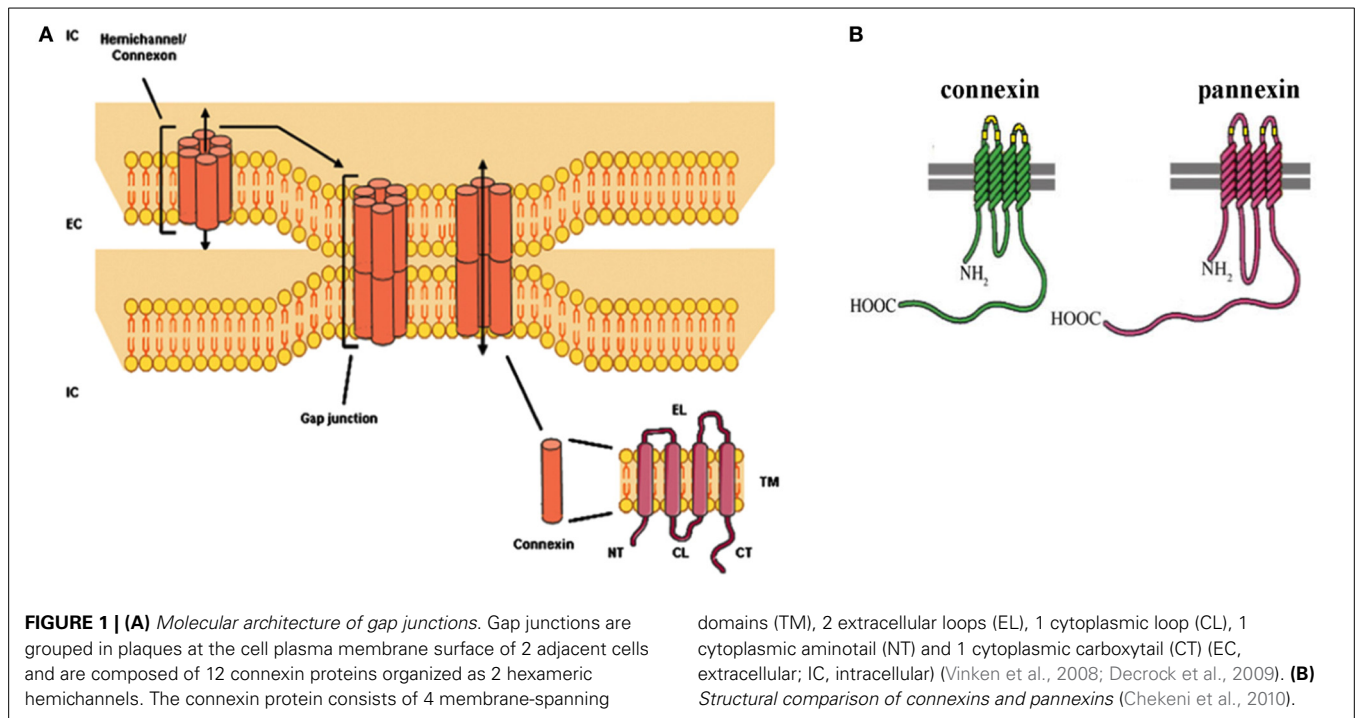 A
IC
Hemichannel/
Connexon
EC
IC
Gap junction
Connexin
EL
TM
NT
CL
CT
B
connexin
pannexin
NH2
HOOC
NH2
HOOC
FIGURE 1 | (A) Molecular architecture of gap junctions. Gap junctions are
grouped in plaques at the cell plasma membrane surface of 2 adjacent cells
and are composed of 12 connexin proteins organized as 2 hexameric
hemichannels. The connexin protein consists of 4 membrane-spanning
domains (TM), 2 extracellular loops (EL), 1 cytoplasmic loop (CL), 1
cytoplasmic aminotail (NT) and 1 cytoplasmic carboxytail (CT) (EC,
extracellular; IC, intracellular) (Vinken et al., 2008; Decrock et al., 2009). (B)
Structural comparison of connexins and pannexins (Chekeni et al., 2010).